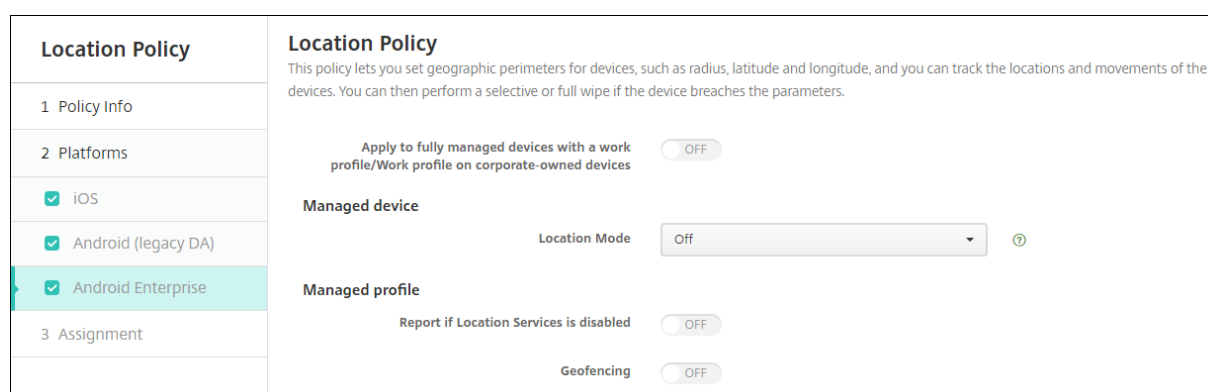 Location Policy
1 Policy Info
2 Platforms
iOS
Android (legacy DA)
Android Enterprise
3 Assignment
Location Policy
This policy lets you set geographic perimeters for devices, such as radius, latitude and longitude, and you can track the locations and movements of the
devices. You can then perform a selective or full wipe if the device breaches the parameters.
Apply to fully managed devices with a work
profile/Work profile on corporate-owned devices
OFF
Managed device
Location Mode
Off
?
Managed profile
Report if Location Services is disabled
OFF
Geofencing
OFF